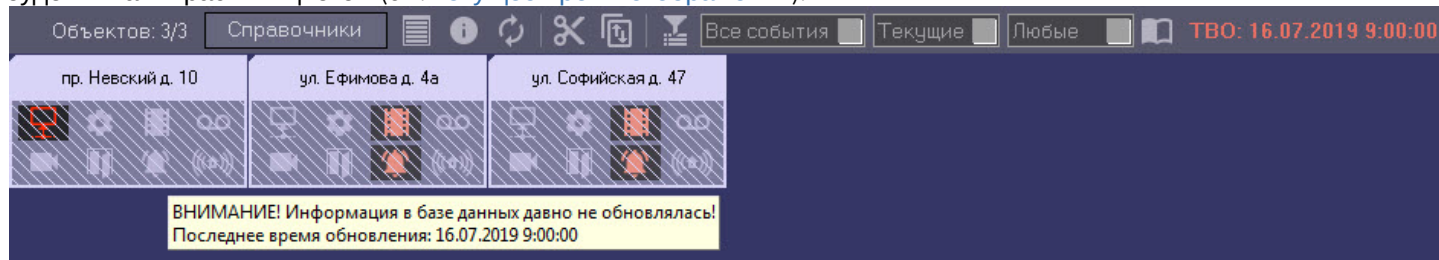 Объектов: 3/3 Справочники Все события Текущие Любые ТВО: 16.07.2019 9:00:00
пр. Невский д. 10 ул. Ефимова д. 4а ул. Софийская д. 47
ВНИМАНИЕ! Информация в базе данных давно не обновлялась!
Последнее время обновления: 16.07.2019 9:00:00